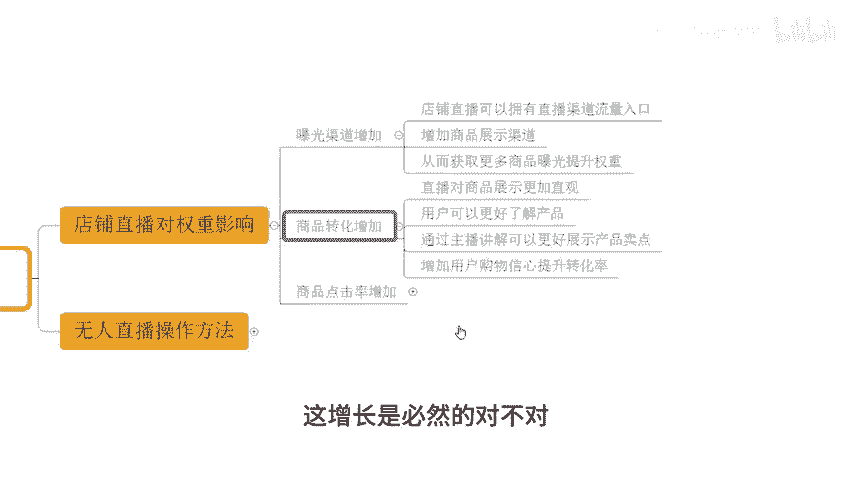 店铺直播可以拥有直播渠道流量入口
曝光渠道增加
增加商品展示渠道
从而获取更多商品曝光提升权重
直播对商品展示更加直观
店铺直播对权重影响
商品转化增加
用户可以更好了解产品
通过主播讲解可以更好展示产品卖点
增加用户购物信心提升转化率
商品点击率增加
无人直播操作方法
这增长是必然的对不对